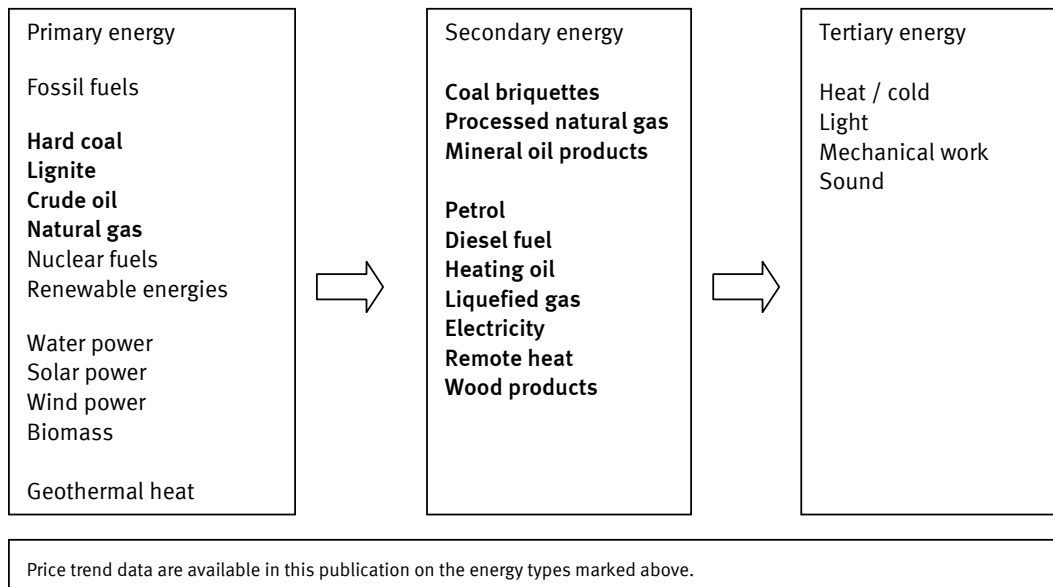 Primary energy
Fossil fuels
Hard coal
Lignite
Crude oil
Natural gas
Nuclear fuels
Renewable energies
Water power
Solar power
Wind power
Biomass
Geothermal heat
Secondary energy
Coal briquettes
Processed natural gas
Mineral oil products
Petrol
Diesel fuel
Heating oil
Liquefied gas
Electricity
Remote heat
Wood products
Tertiary energy
Heat / cold
Light
Mechanical work
Sound
Price trend data are available in this publication on the energy types marked above.